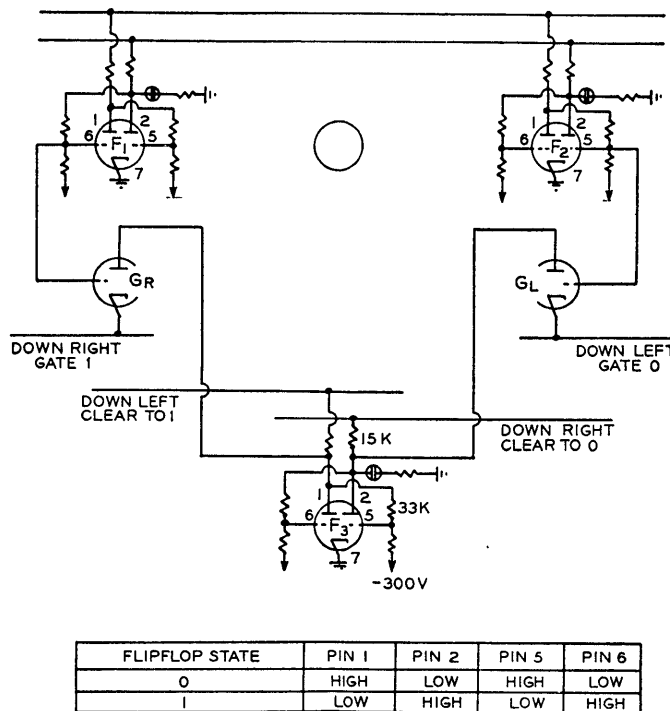 1 2
6 F1 5
7
1 2
6 F2 5
7
GR
GL
DOWN RIGHT
GATE 1
DOWN LEFT
GATE 0
DOWN LEFT
CLEAR TO 1
15K
DOWN RIGHT
CLEAR TO 0
1 2
33K
6 F3 5
7
-300V
FLIPFLOP STATE PIN 1 PIN 2 PIN 5 PIN 6
0 HIGH LOW HIGH LOW
1 LOW HIGH LOW HIGH